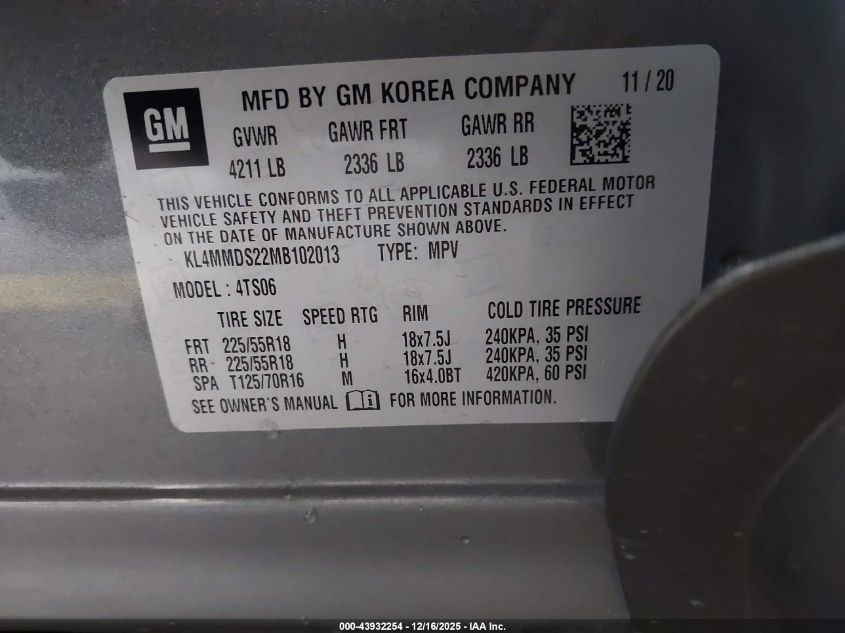 GM
MFD BY GM KOREA COMPANY 11 / 20
GVWR GAWR FRT GAWR RR
4211 LB 2336 LB 2336 LB
THIS VEHICLE CONFORMS TO ALL APPLICABLE U.S. FEDERAL MOTOR
VEHICLE SAFETY AND THEFT PREVENTION STANDARDS IN EFFECT
ON THE DATE OF MANUFACTURE SHOWN ABOVE.
KL4MMDS22MB102013 TYPE: MPV
MODEL : 4TS06
TIRE SIZE SPEED RTG RIM COLD TIRE PRESSURE
FRT 225/55R18 H 18x7.5J 240KPA, 35 PSI
RR 225/55R18 H 18x7.5J 240KPA, 35 PSI
SPA T125/70R16 M 16x4.0BT 420KPA, 60 PSI
SEE OWNER'S MANUAL i FOR MORE INFORMATION.
000-43932254 - 12/16/2025 - IAA Inc.